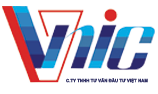 Vnic
C.TY TNHH TƯ VẤN ĐẦU TƯ VIỆT NAM